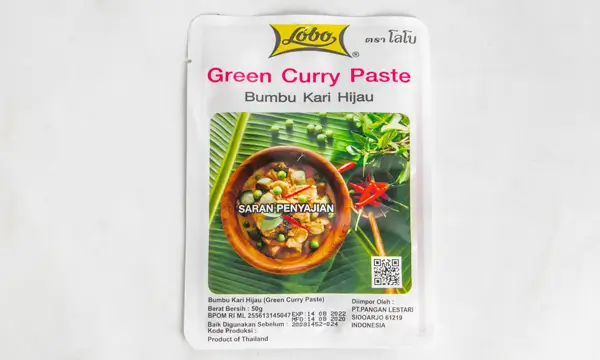 Lobo
®
ตรา โลโบ
Green Curry Paste
Bumbu Kari Hijau
SARAN PENYAJIAN
Bumbu Kari Hijau (Green Curry Paste)
Berat Bersih : 50g
BPOM RI ML 255613145047
Baik Digunakan Sebelum :
Kode Produksi :
Product of Thailand
EXP 14 08 2022
MFG 14 08 2020
Diimpor Oleh :
PT.PANGAN LESTARI
SIDOARJO 61219
INDONESIA